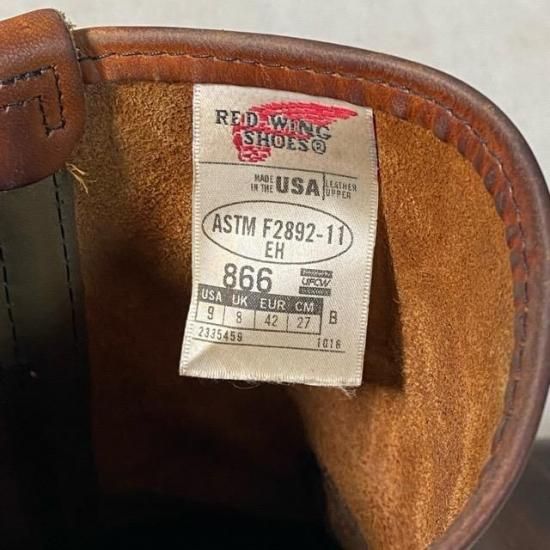 RED WING
SHOES®
MADE IN THE USA LEATHER UPPER
ASTM F2892-11
EH
866 UFCW
USA UK EUR CM
9 8 42 27 B
2335459 1016